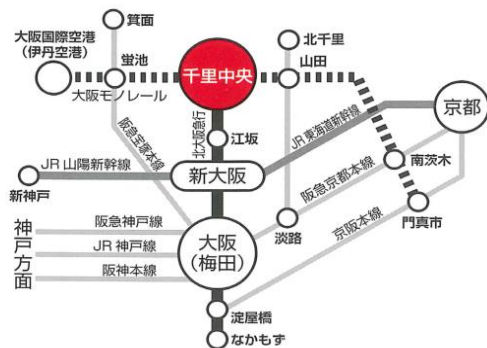 箕面
大阪国際空港
(伊丹空港)
蛍池
千里中央
北千里
山田
大阪モノレール
京都
阪急宝塚本線
北大阪急行
江坂
JR 東海道新幹線
JR 山陽新幹線
新大阪
南茨木
新神戸
阪急京都本線
京阪本線
門真市
淡路
神戸方面
阪急神戸線
JR 神戸線
阪神本線
大阪
(梅田)
淀屋橋
なかもず